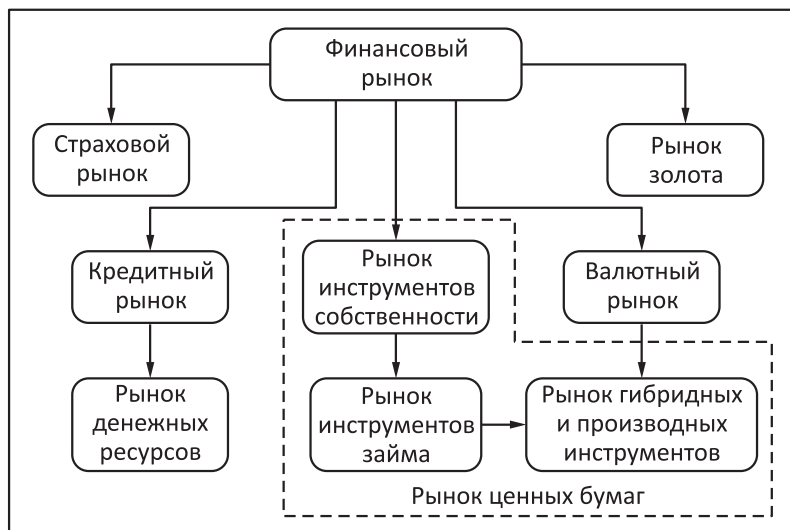 Финансовый
рынок
Страховой
рынок
Рынок
золота
Кредитный
рынок
Рынок
инструментов
собственности
Валютный
рынок
Рынок
денежных
ресурсов
Рынок
инструментов
займа
Рынок гибридных
и производных
инструментов
Рынок ценных бумаг